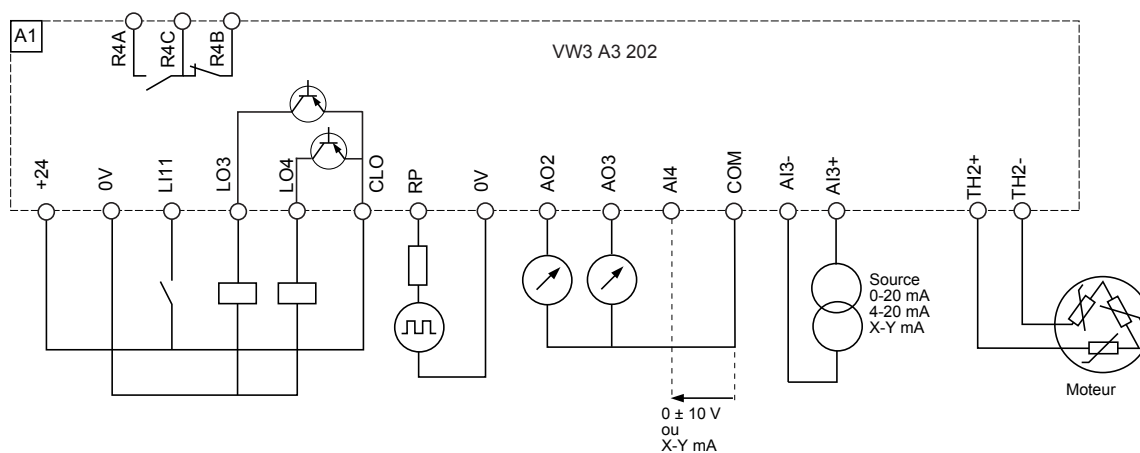 A1
R4A
R4C
R4B
VW3 A3 202
+24
0V
LI11
LO3
LO4
CLO
RP
0V
AO2
AO3
AI4
COM
AI3-
AI3+
TH2+
TH2-
Source
0-20 mA
4-20 mA
X-Y mA
Moteur
0 ± 10 V
ou
X-Y mA